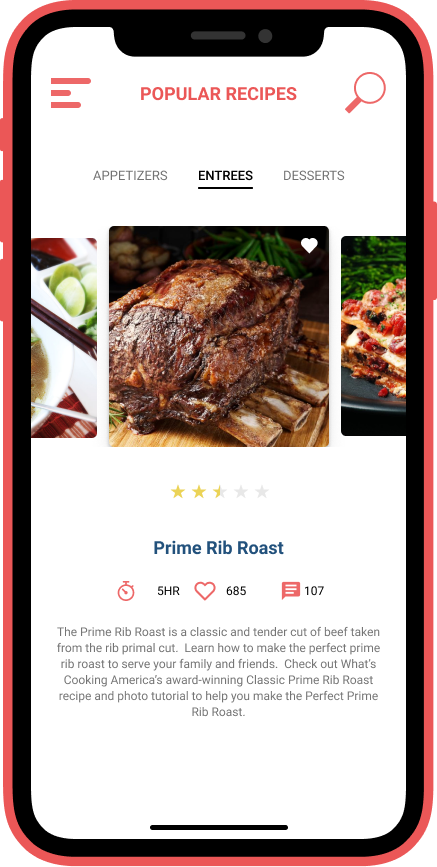 POPULAR RECIPES
APPETIZERS ENTREES DESSERTS
Prime Rib Roast
5HR 685 107
The Prime Rib Roast is a classic and tender cut of beef taken
from the rib primal cut.  Learn how to make the perfect prime
rib roast to serve your family and friends.  Check out What's
Cooking America's award-winning Classic Prime Rib Roast
recipe and photo tutorial to help you make the Perfect Prime
Rib Roast.